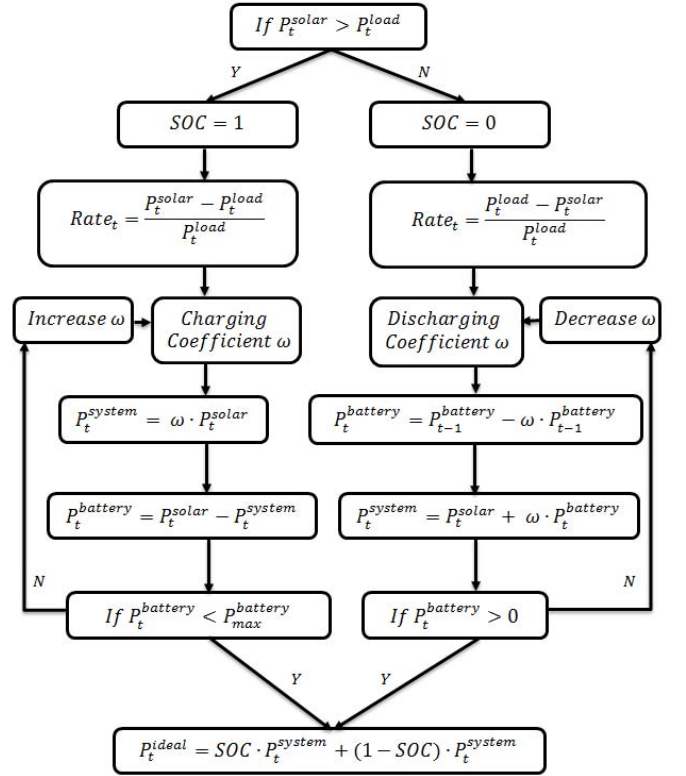 If P_t^solar > P_t^load
Y N
SOC = 1 SOC = 0
Rate_t = (P_t^solar − P_t^load) / P_t^load Rate_t = (P_t^load − P_t^solar) / P_t^load
Increase ω Charging Coefficient ω Discharging Coefficient ω Decrease ω
P_t^system = ω · P_t^solar P_t^battery = P_{t−1}^battery − ω · P_{t−1}^battery
P_t^battery = P_t^solar − P_t^system P_t^system = P_t^solar + ω · P_t^battery
N N
If P_t^battery < P_max^battery If P_t^battery > 0
Y Y
P_t^ideal = SOC · P_t^system + (1 − SOC) · P_t^system